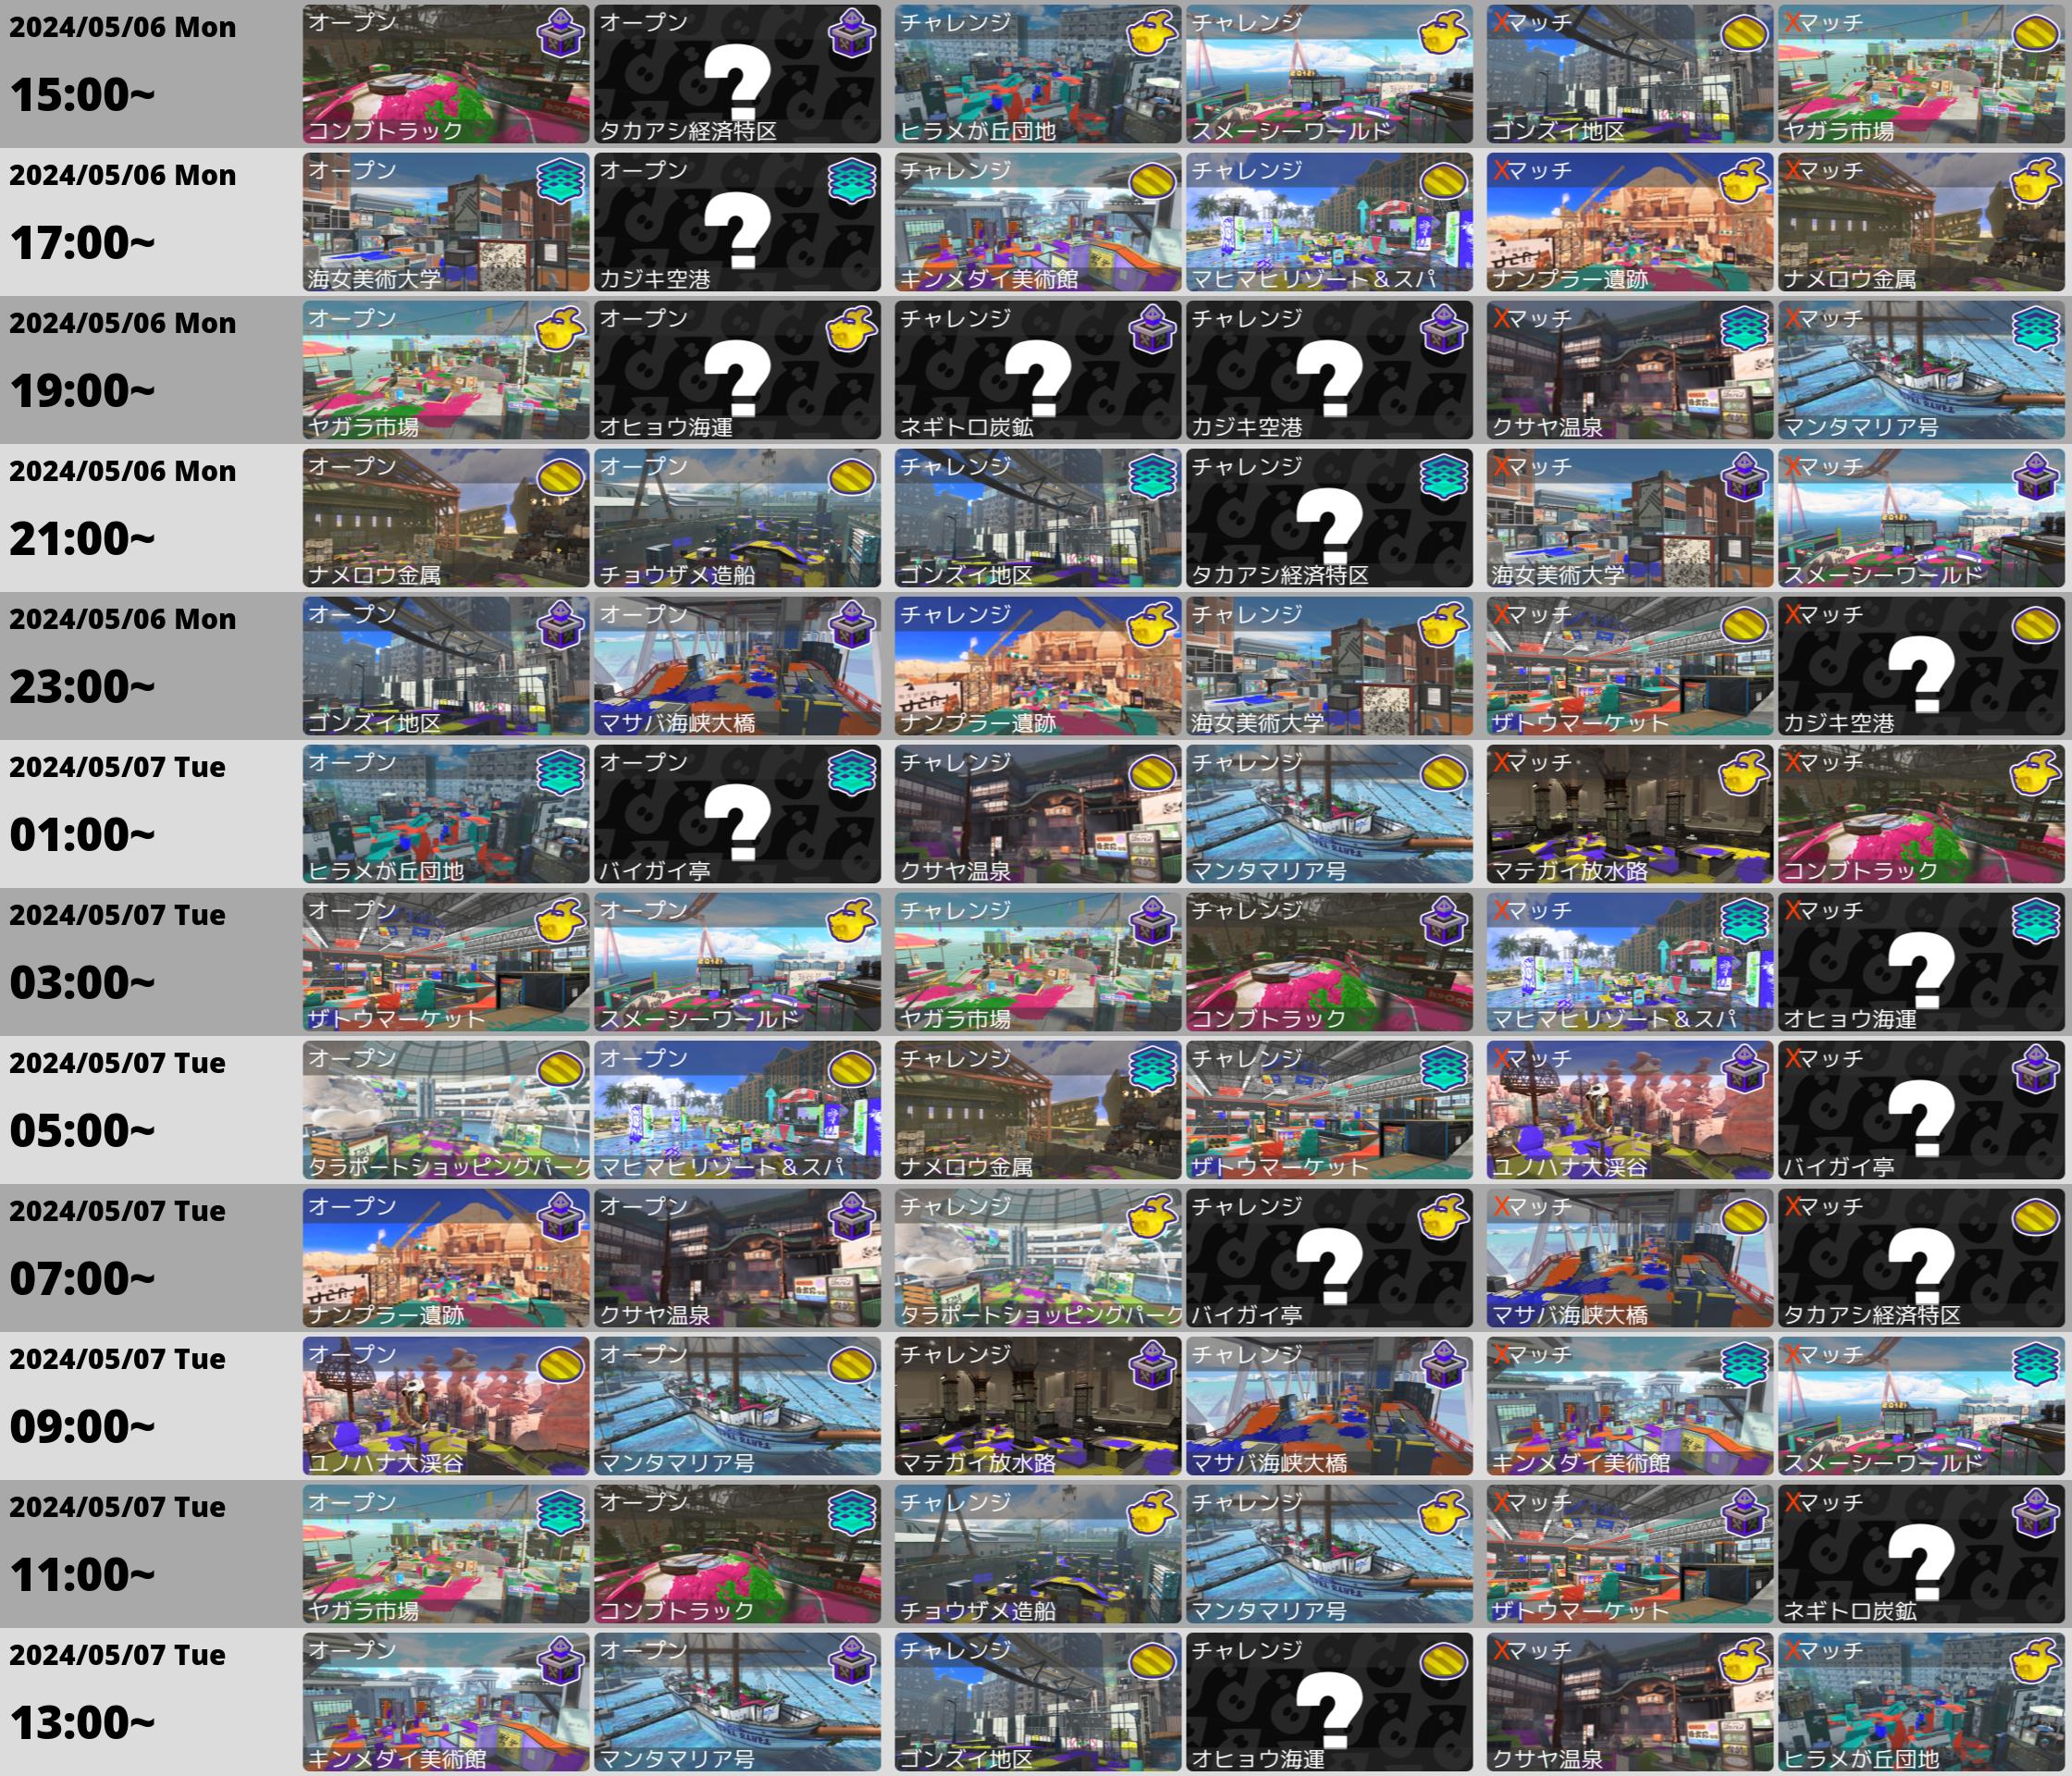 2024/05/06 Mon
15:00~
オープン
コンブトラック
オープン
タカアシ経済特区
チャレンジ
ヒラメが丘団地
チャレンジ
スメーシーワールド
Xマッチ
ゴンズイ地区
Xマッチ
ヤガラ市場
2024/05/06 Mon
17:00~
オープン
海女美術大学
オープン
カジキ空港
チャレンジ
キンメダイ美術館
チャレンジ
マヒマヒリゾート＆スパ
Xマッチ
ナンプラー遺跡
Xマッチ
ナメロウ金属
2024/05/06 Mon
19:00~
オープン
ヤガラ市場
オープン
オヒョウ海運
チャレンジ
ネギトロ炭鉱
チャレンジ
カジキ空港
Xマッチ
クサヤ温泉
Xマッチ
マンタマリア号
2024/05/06 Mon
21:00~
オープン
ナメロウ金属
オープン
チョウザメ造船
チャレンジ
ゴンズイ地区
チャレンジ
タカアシ経済特区
Xマッチ
海女美術大学
Xマッチ
スメーシーワールド
2024/05/06 Mon
23:00~
オープン
ゴンズイ地区
オープン
マサバ海峡大橋
チャレンジ
ナンプラー遺跡
チャレンジ
海女美術大学
Xマッチ
ザトウマーケット
Xマッチ
カジキ空港
2024/05/07 Tue
01:00~
オープン
ヒラメが丘団地
オープン
バイガイ亭
チャレンジ
クサヤ温泉
チャレンジ
マンタマリア号
Xマッチ
マテガイ放水路
Xマッチ
コンブトラック
2024/05/07 Tue
03:00~
オープン
ザトウマーケット
オープン
スメーシーワールド
チャレンジ
ヤガラ市場
チャレンジ
コンブトラック
Xマッチ
マヒマヒリゾート＆スパ
Xマッチ
オヒョウ海運
2024/05/07 Tue
05:00~
オープン
タラポートショッピングパーク
オープン
マヒマヒリゾート＆スパ
チャレンジ
ナメロウ金属
チャレンジ
ザトウマーケット
Xマッチ
ユノハナ大渓谷
Xマッチ
バイガイ亭
2024/05/07 Tue
07:00~
オープン
ナンプラー遺跡
オープン
クサヤ温泉
チャレンジ
タラポートショッピングパーク
チャレンジ
バイガイ亭
Xマッチ
マサバ海峡大橋
Xマッチ
タカアシ経済特区
2024/05/07 Tue
09:00~
オープン
ユノハナ大渓谷
オープン
マンタマリア号
チャレンジ
マテガイ放水路
チャレンジ
マサバ海峡大橋
Xマッチ
キンメダイ美術館
Xマッチ
スメーシーワールド
2024/05/07 Tue
11:00~
オープン
ヤガラ市場
オープン
コンブトラック
チャレンジ
チョウザメ造船
チャレンジ
マンタマリア号
Xマッチ
ザトウマーケット
Xマッチ
ネギトロ炭鉱
2024/05/07 Tue
13:00~
オープン
キンメダイ美術館
オープン
マンタマリア号
チャレンジ
ゴンズイ地区
チャレンジ
オヒョウ海運
Xマッチ
クサヤ温泉
Xマッチ
ヒラメが丘団地